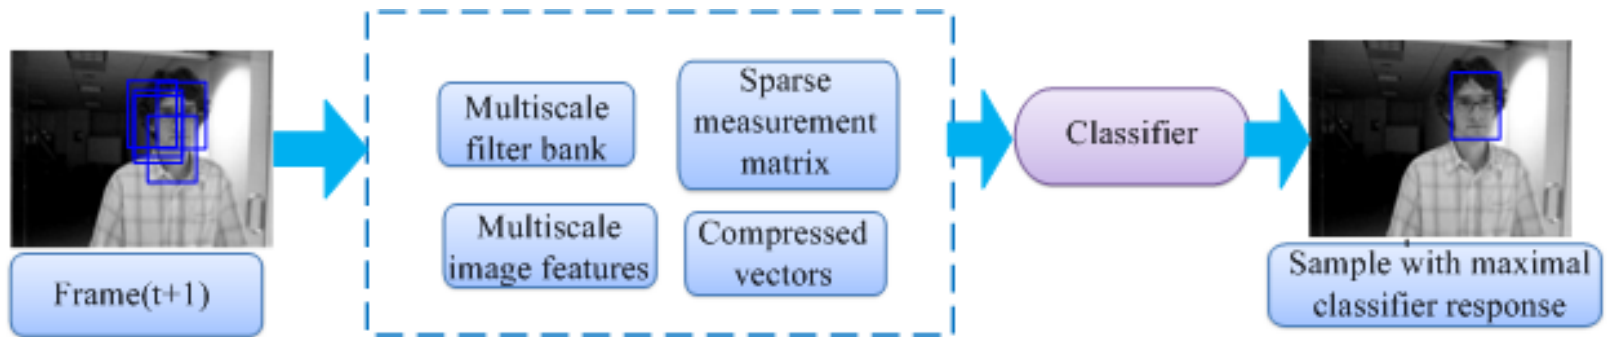 Frame(t+1)
Multiscale
filter bank
Sparse
measurement
matrix
Multiscale
image features
Compressed
vectors
Classifier
Sample with maximal
classifier response